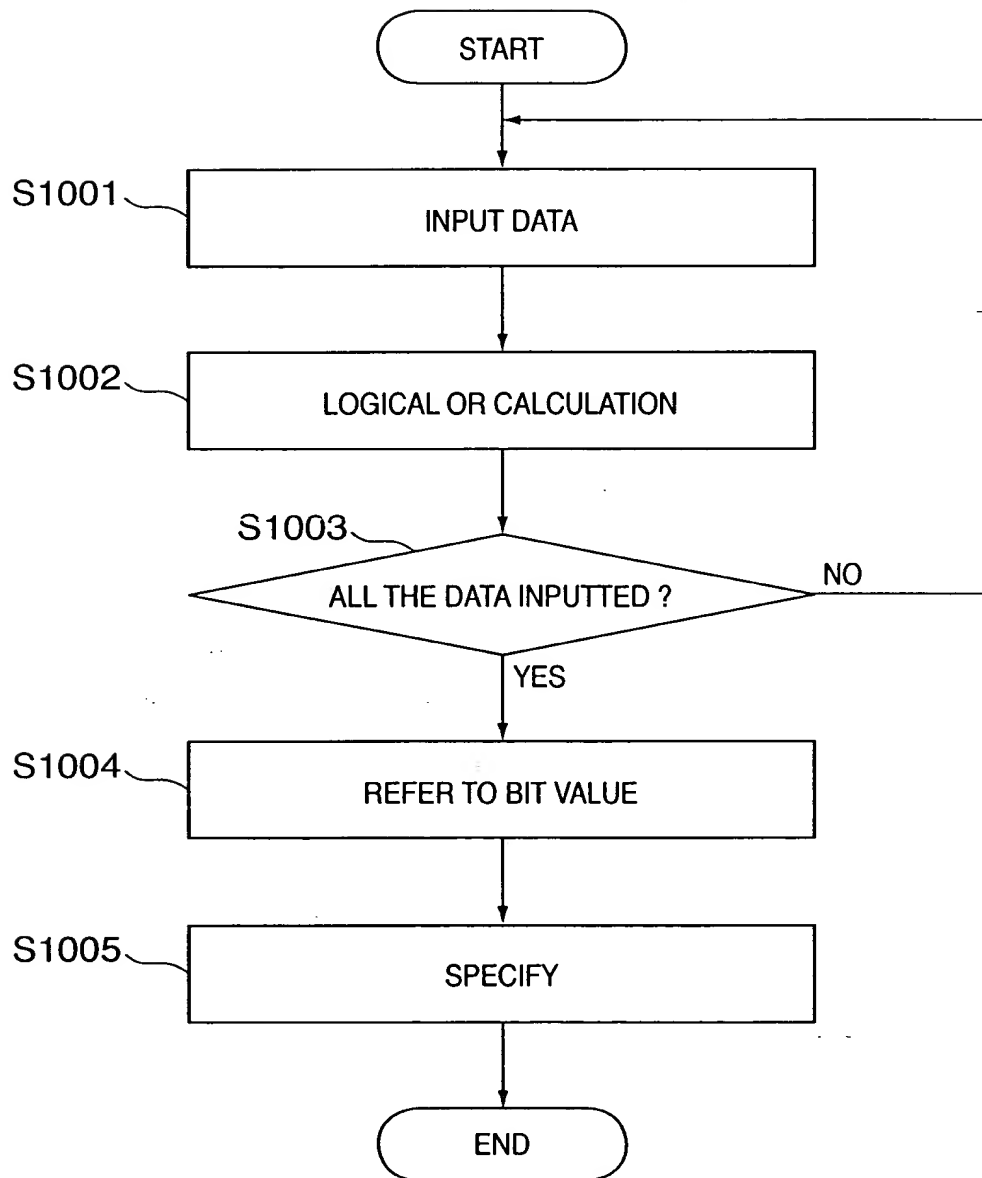 START
S1001
INPUT DATA
S1002
LOGICAL OR CALCULATION
S1003
ALL THE DATA INPUTTED ?
NO
YES
S1004
REFER TO BIT VALUE
S1005
SPECIFY
END